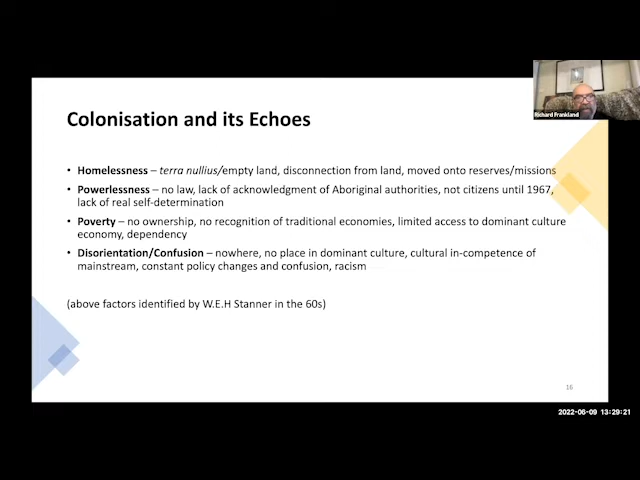 Richard Frankland
Colonisation and its Echoes
• Homelessness – terra nullius/empty land, disconnection from land, moved onto reserves/missions
• Powerlessness – no law, lack of acknowledgment of Aboriginal authorities, not citizens until 1967,
lack of real self-determination
• Poverty – no ownership, no recognition of traditional economies, limited access to dominant culture
economy, dependency
• Disorientation/Confusion – nowhere, no place in dominant culture, cultural in-competence of
mainstream, constant policy changes and confusion, racism
(above factors identified by W.E.H Stanner in the 60s)
16
2022-06-09 13:29:21